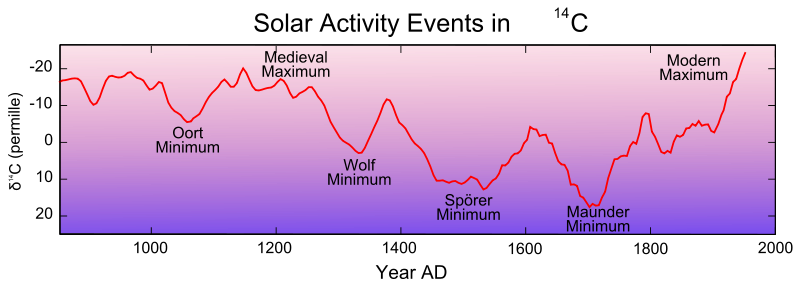 Solar Activity Events in ¹⁴C
-20
-10
0
10
20
δ¹⁴C (permille)
Medieval
Maximum
Modern
Maximum
Oort
Minimum
Wolf
Minimum
Spörer
Minimum
Maunder
Minimum
1000
1200
1400
1600
1800
2000
Year AD